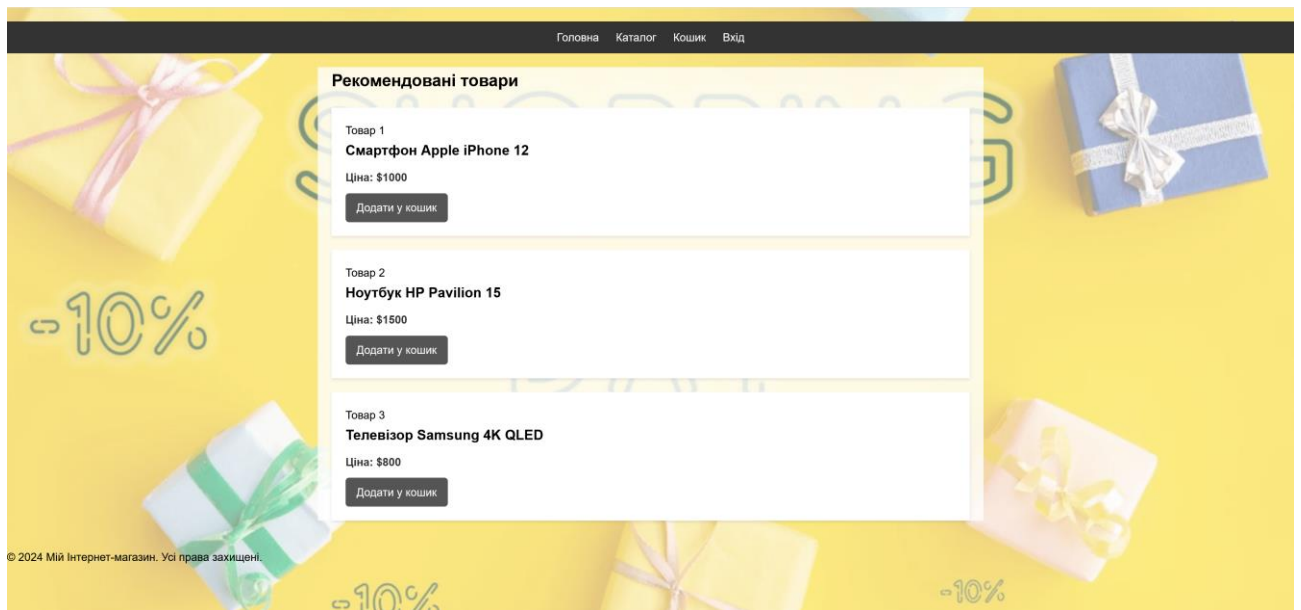 Головна Каталог Кошик Вхід
Рекомендовані товари
SHOPPING
Товар 1
Смартфон Apple iPhone 12
Ціна: $1000
Додати у кошик
Товар 2
Ноутбук HP Pavilion 15
Ціна: $1500
Додати у кошик
-10%
Товар 3
Телевізор Samsung 4K QLED
Ціна: $800
Додати у кошик
© 2024 Мій Інтернет-магазин. Усі права захищені.
-10%
-10%